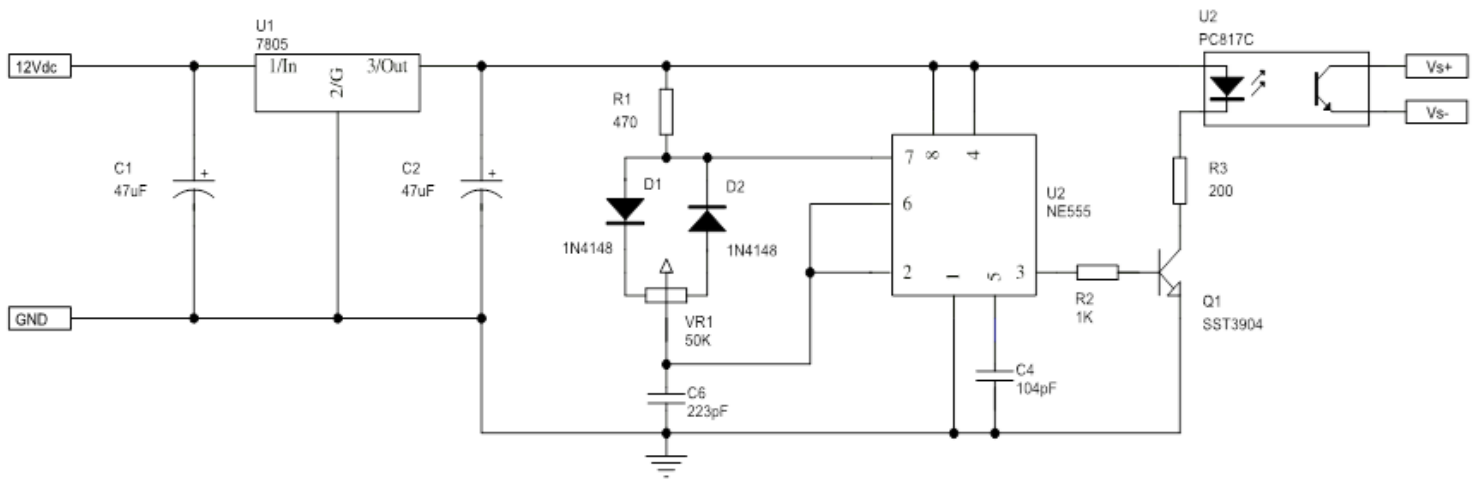 U1
7805
12Vdc
1/In
2/G
3/Out
U2
PC817C
Vs+
Vs-
R1
470
C1
47uF
+
C2
47uF
+
D1
1N4148
D2
1N4148
7
8
4
6
2
1
5
3
U2
NE555
R3
200
R2
1K
Q1
SST3904
GND
VR1
50K
C6
223pF
C4
104pF